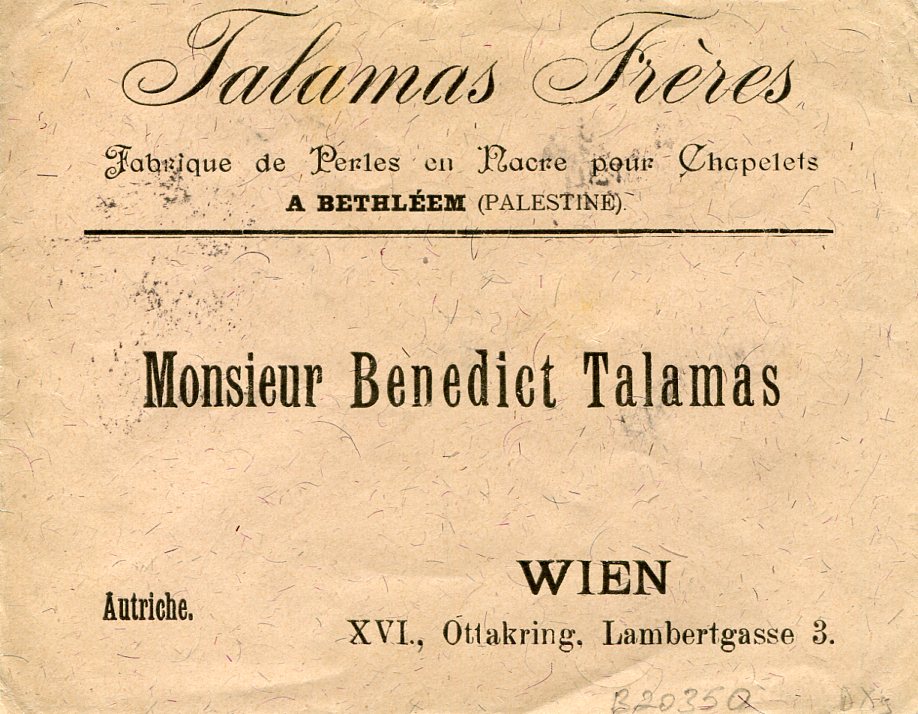 Talamas Frères
Fabrique de Perles en Nacre pour Chapelets
A BETHLÉEM (PALESTINE).
Monsieur Benedict Talamas
WIEN
Autriche.
XVI., Ottakring, Lambertgasse 3.
B2035Q